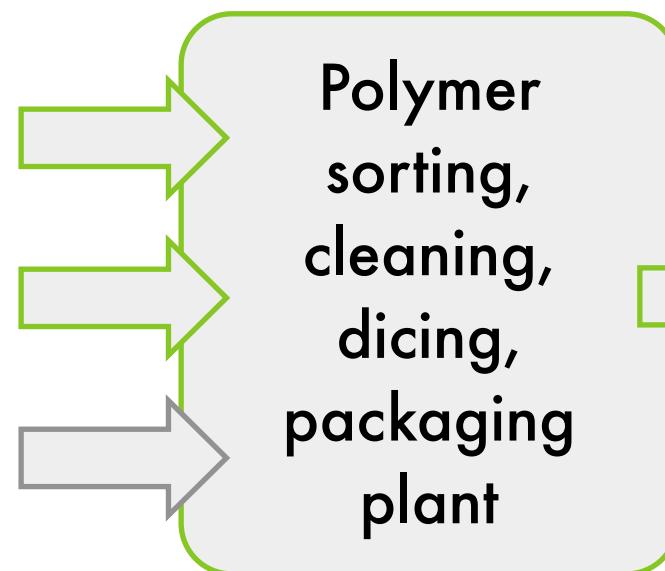 Polymer
sorting,
cleaning,
dicing,
packaging
plant